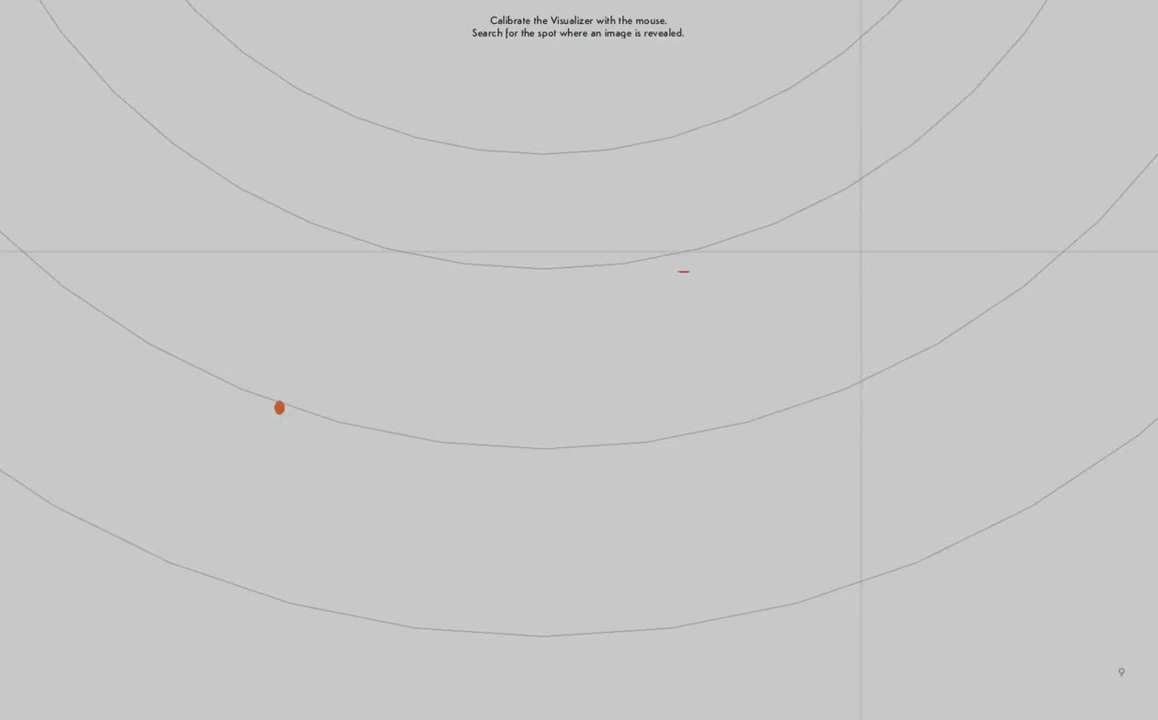 Calibrate the Visualizer with the mouse.
Search for the spot where an image is revealed.
9